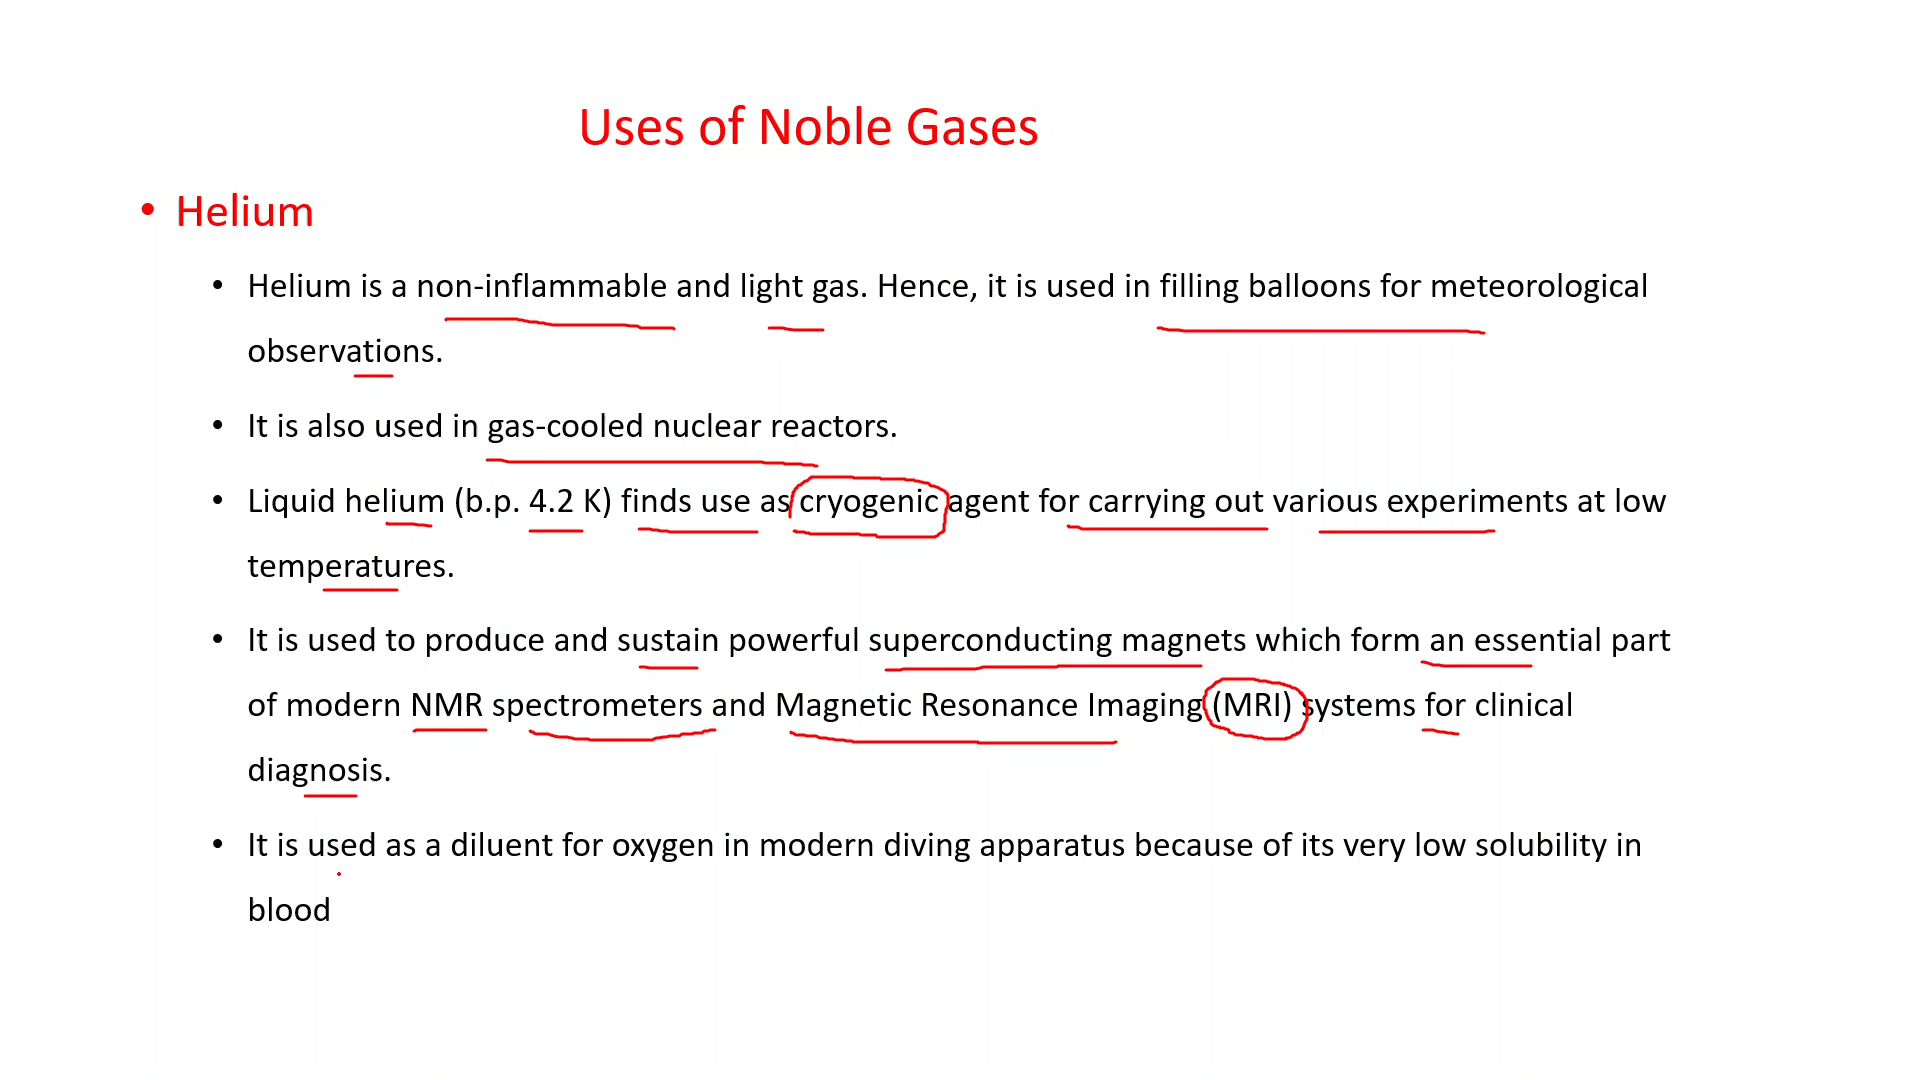 Uses of Noble Gases
• Helium
• Helium is a non-inflammable and light gas. Hence, it is used in filling balloons for meteorological
observations.
• It is also used in gas-cooled nuclear reactors.
• Liquid helium (b.p. 4.2 K) finds use as cryogenic agent for carrying out various experiments at low
temperatures.
• It is used to produce and sustain powerful superconducting magnets which form an essential part
of modern NMR spectrometers and Magnetic Resonance Imaging (MRI) systems for clinical
diagnosis.
• It is used as a diluent for oxygen in modern diving apparatus because of its very low solubility in
blood